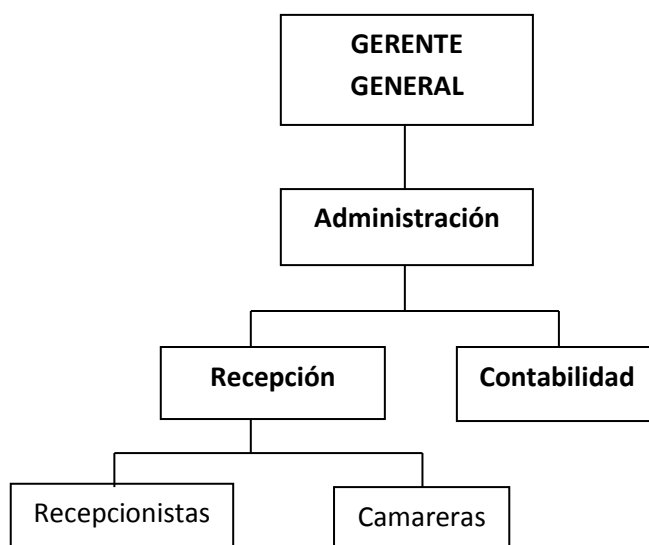 GERENTE
GENERAL
Administración
Recepción
Contabilidad
Recepcionistas
Camareras